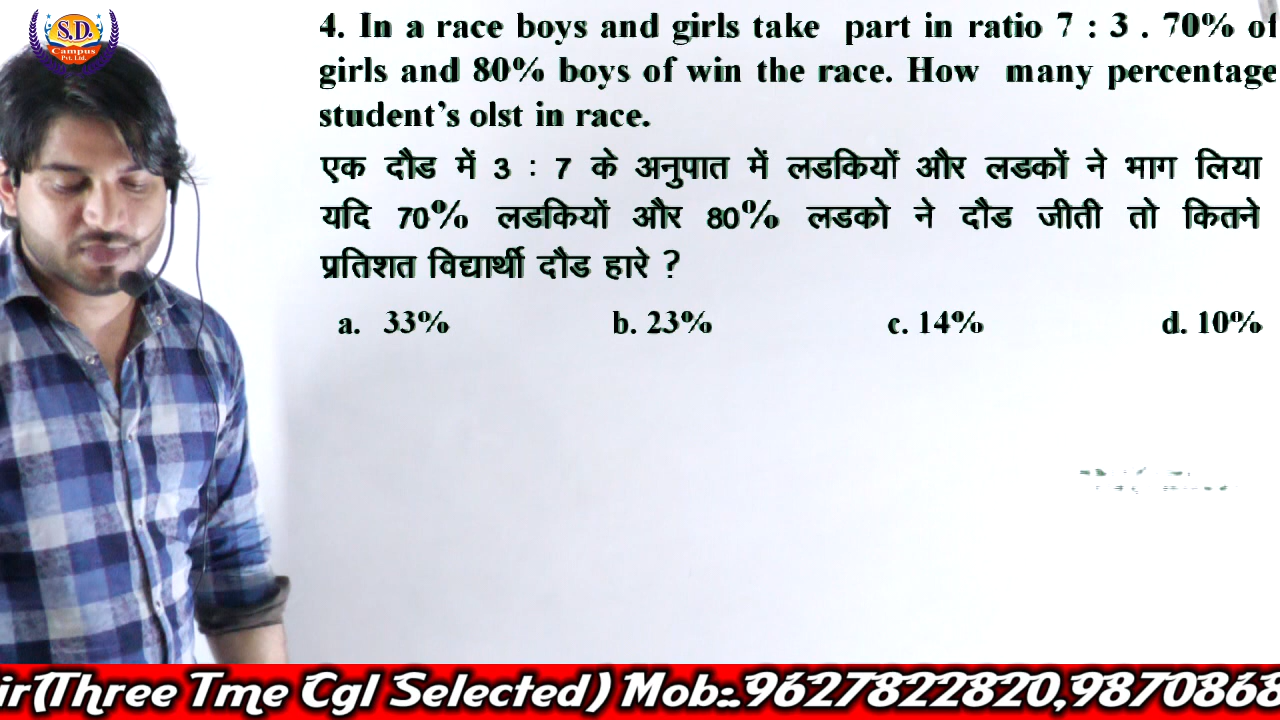 S.D.
Campus
Pvt. Ltd.
4. In a race boys and girls take part in ratio 7 : 3 . 70% of
girls and 80% boys of win the race. How many percentage
student’s olst in race.
एक दौड में 3 : 7 के अनुपात में लडकियों और लडकों ने भाग लिया
यदि 70% लडकियों और 80% लडको ने दौड जीती तो कितने
प्रतिशत विद्यार्थी दौड हारे ?
a. 33% b. 23% c. 14% d. 10%
ir(Three Tme Cgl Selected) Mob:.9627822820,9870868